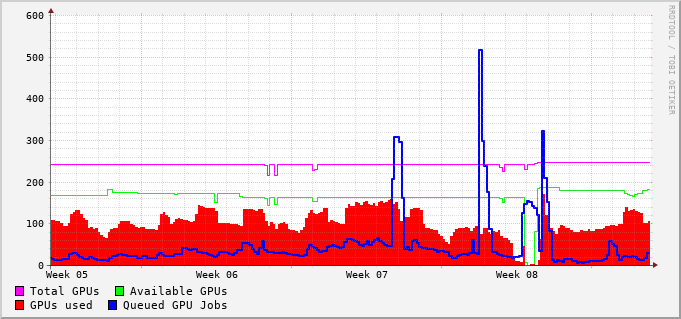 600
500
400
300
200
100
0
Week 05 Week 06 Week 07 Week 08
Total GPUs Available GPUs
GPUs used Queued GPU Jobs
RRDTOOL / TOBI OETIKER